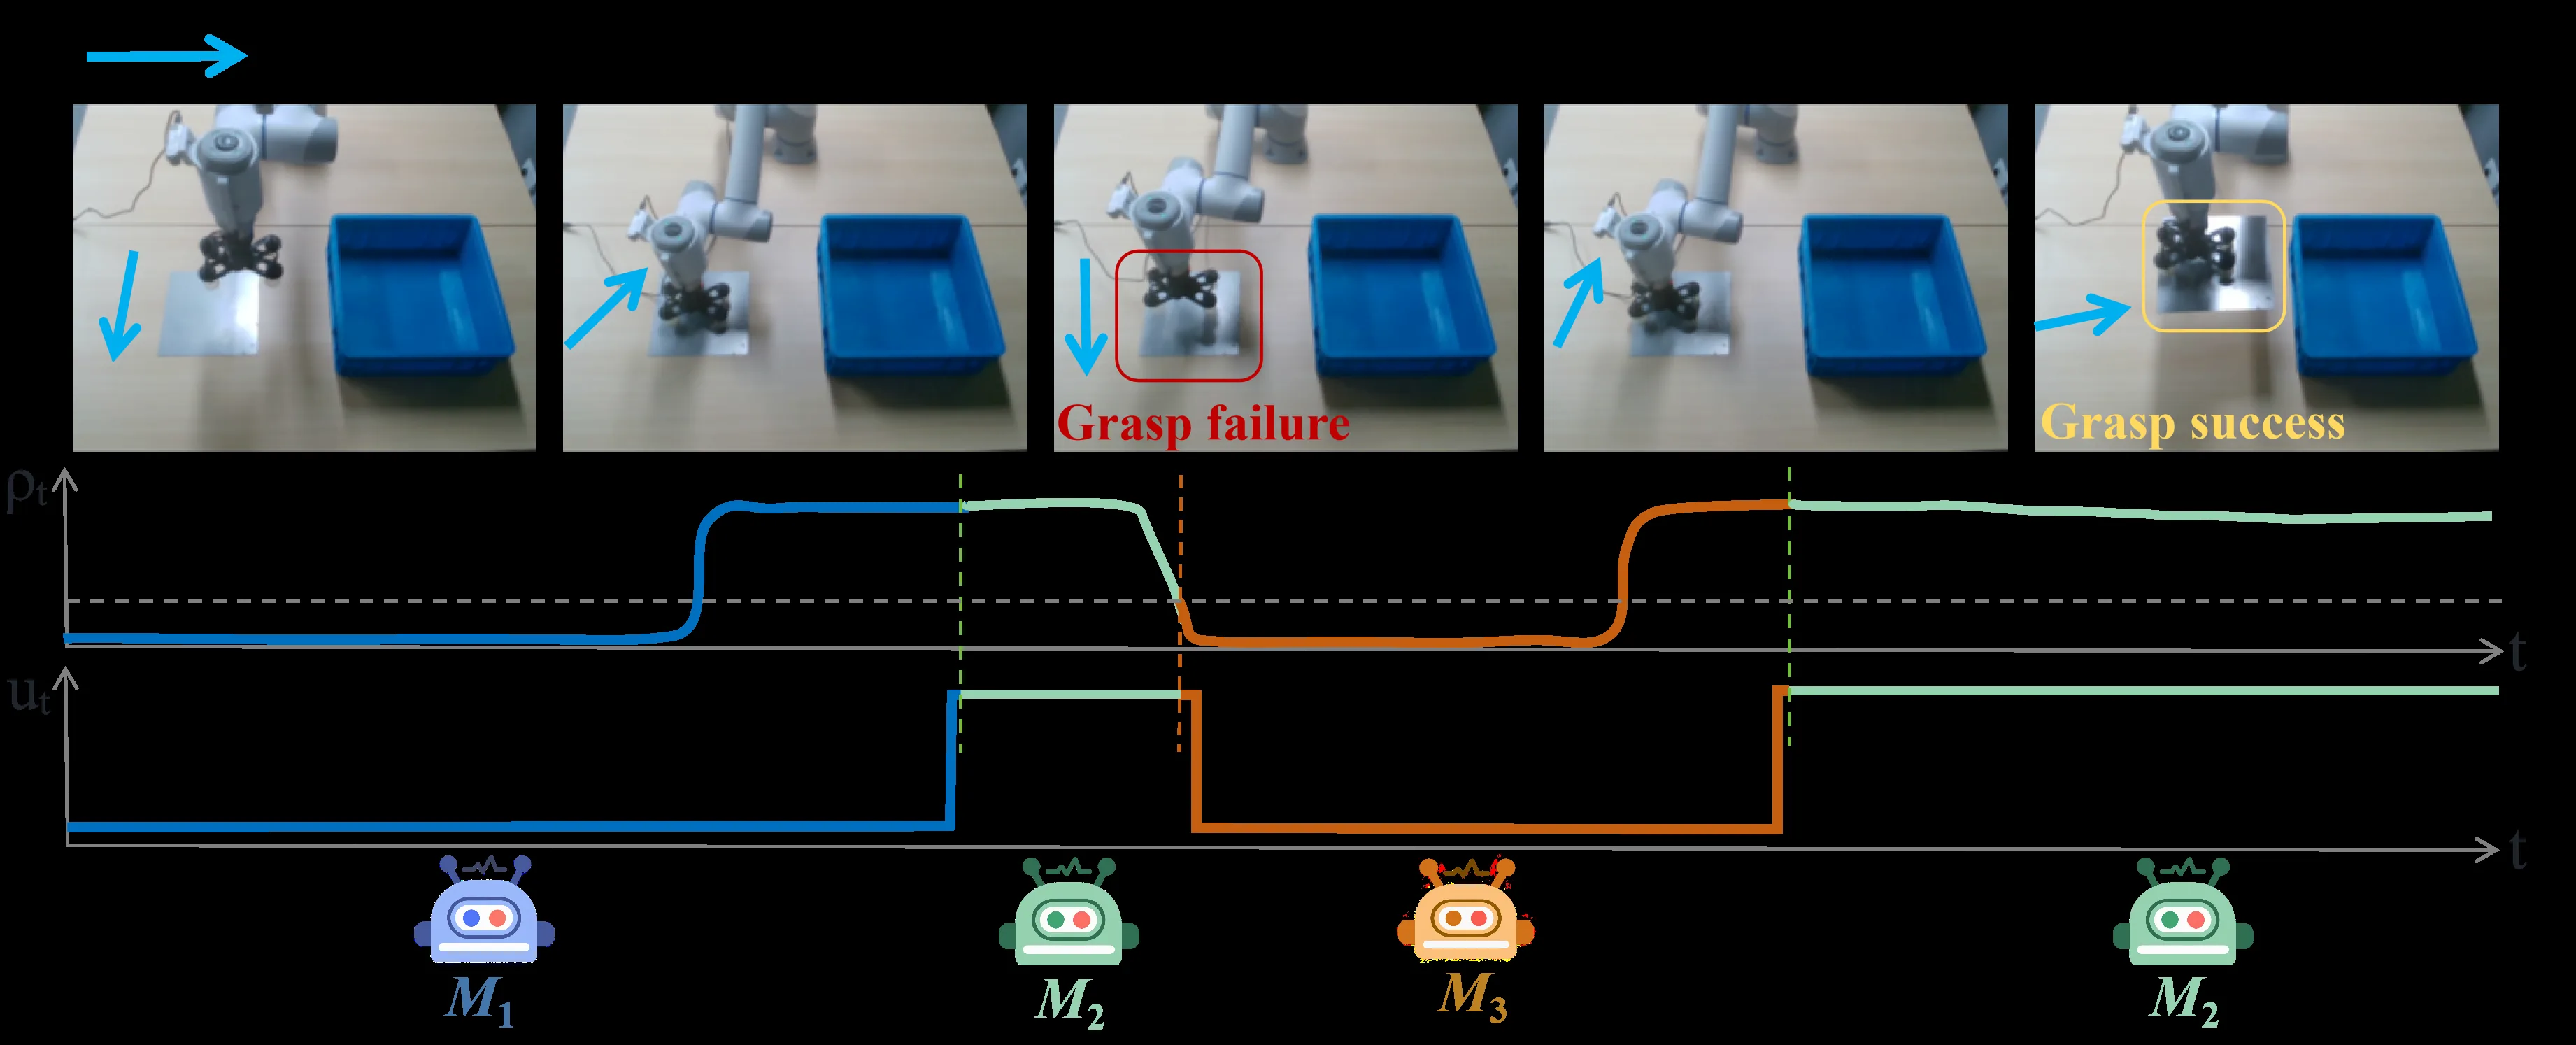 Grasp failure
Grasp success
ρt
t
ut
t
M1
M2
M3
M2